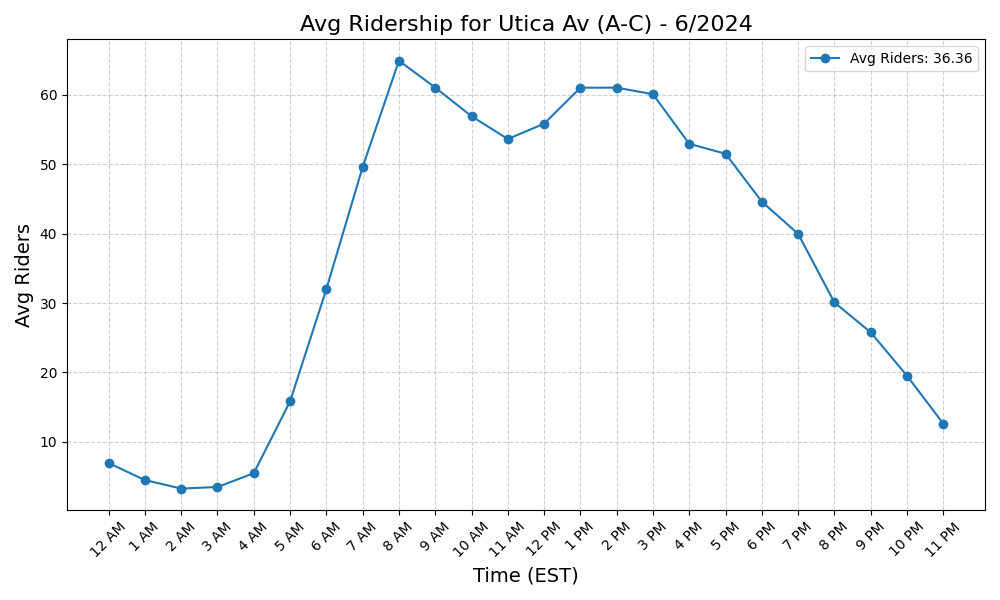 Avg Ridership for Utica Av (A-C) - 6/2024
Avg Riders: 36.36
Avg Riders
60
50
40
30
20
10
12 AM
1 AM
2 AM
3 AM
4 AM
5 AM
6 AM
7 AM
8 AM
9 AM
10 AM
11 AM
12 PM
1 PM
2 PM
3 PM
4 PM
5 PM
6 PM
7 PM
8 PM
9 PM
10 PM
11 PM
Time (EST)